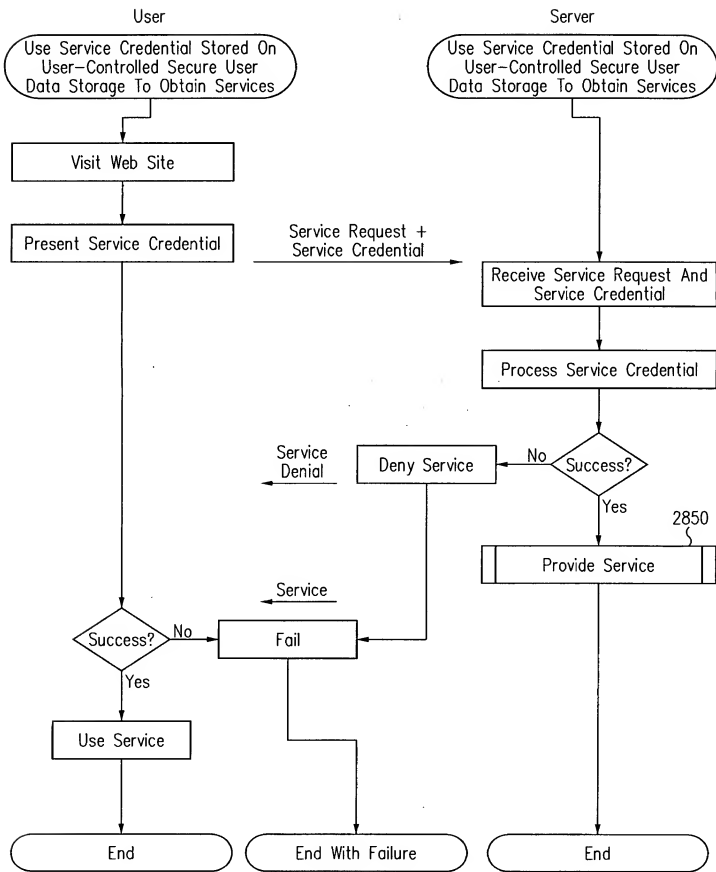 User
Server
Use Service Credential Stored On
User-Controlled Secure User
Data Storage To Obtain Services
Use Service Credential Stored On
User-Controlled Secure User
Data Storage To Obtain Services
Visit Web Site
Present Service Credential
Service Request +
Service Credential
Receive Service Request And
Service Credential
Process Service Credential
Success?
No
Yes
Deny Service
Service
Denial
2850
Provide Service
Service
Success?
No
Yes
Fail
Use Service
End
End With Failure
End